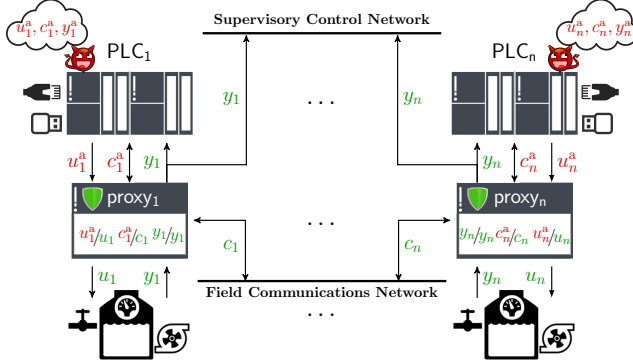 u₁ᵃ, c₁ᵃ, y₁ᵃ
Supervisory Control Network
uₙᵃ, cₙᵃ, yₙᵃ
PLC₁
PLCₙ
y₁
. . .
yₙ
u₁ᵃ c₁ᵃ y₁
yₙ cₙᵃ uₙᵃ
proxy₁
proxyₙ
u₁ᵃ/u₁ c₁ᵃ/c₁ y₁/y₁
. . .
yₙ/yₙ cₙᵃ/cₙ uₙᵃ/uₙ
c₁
cₙ
u₁ y₁
yₙ uₙ
Field Communications Network
. . .